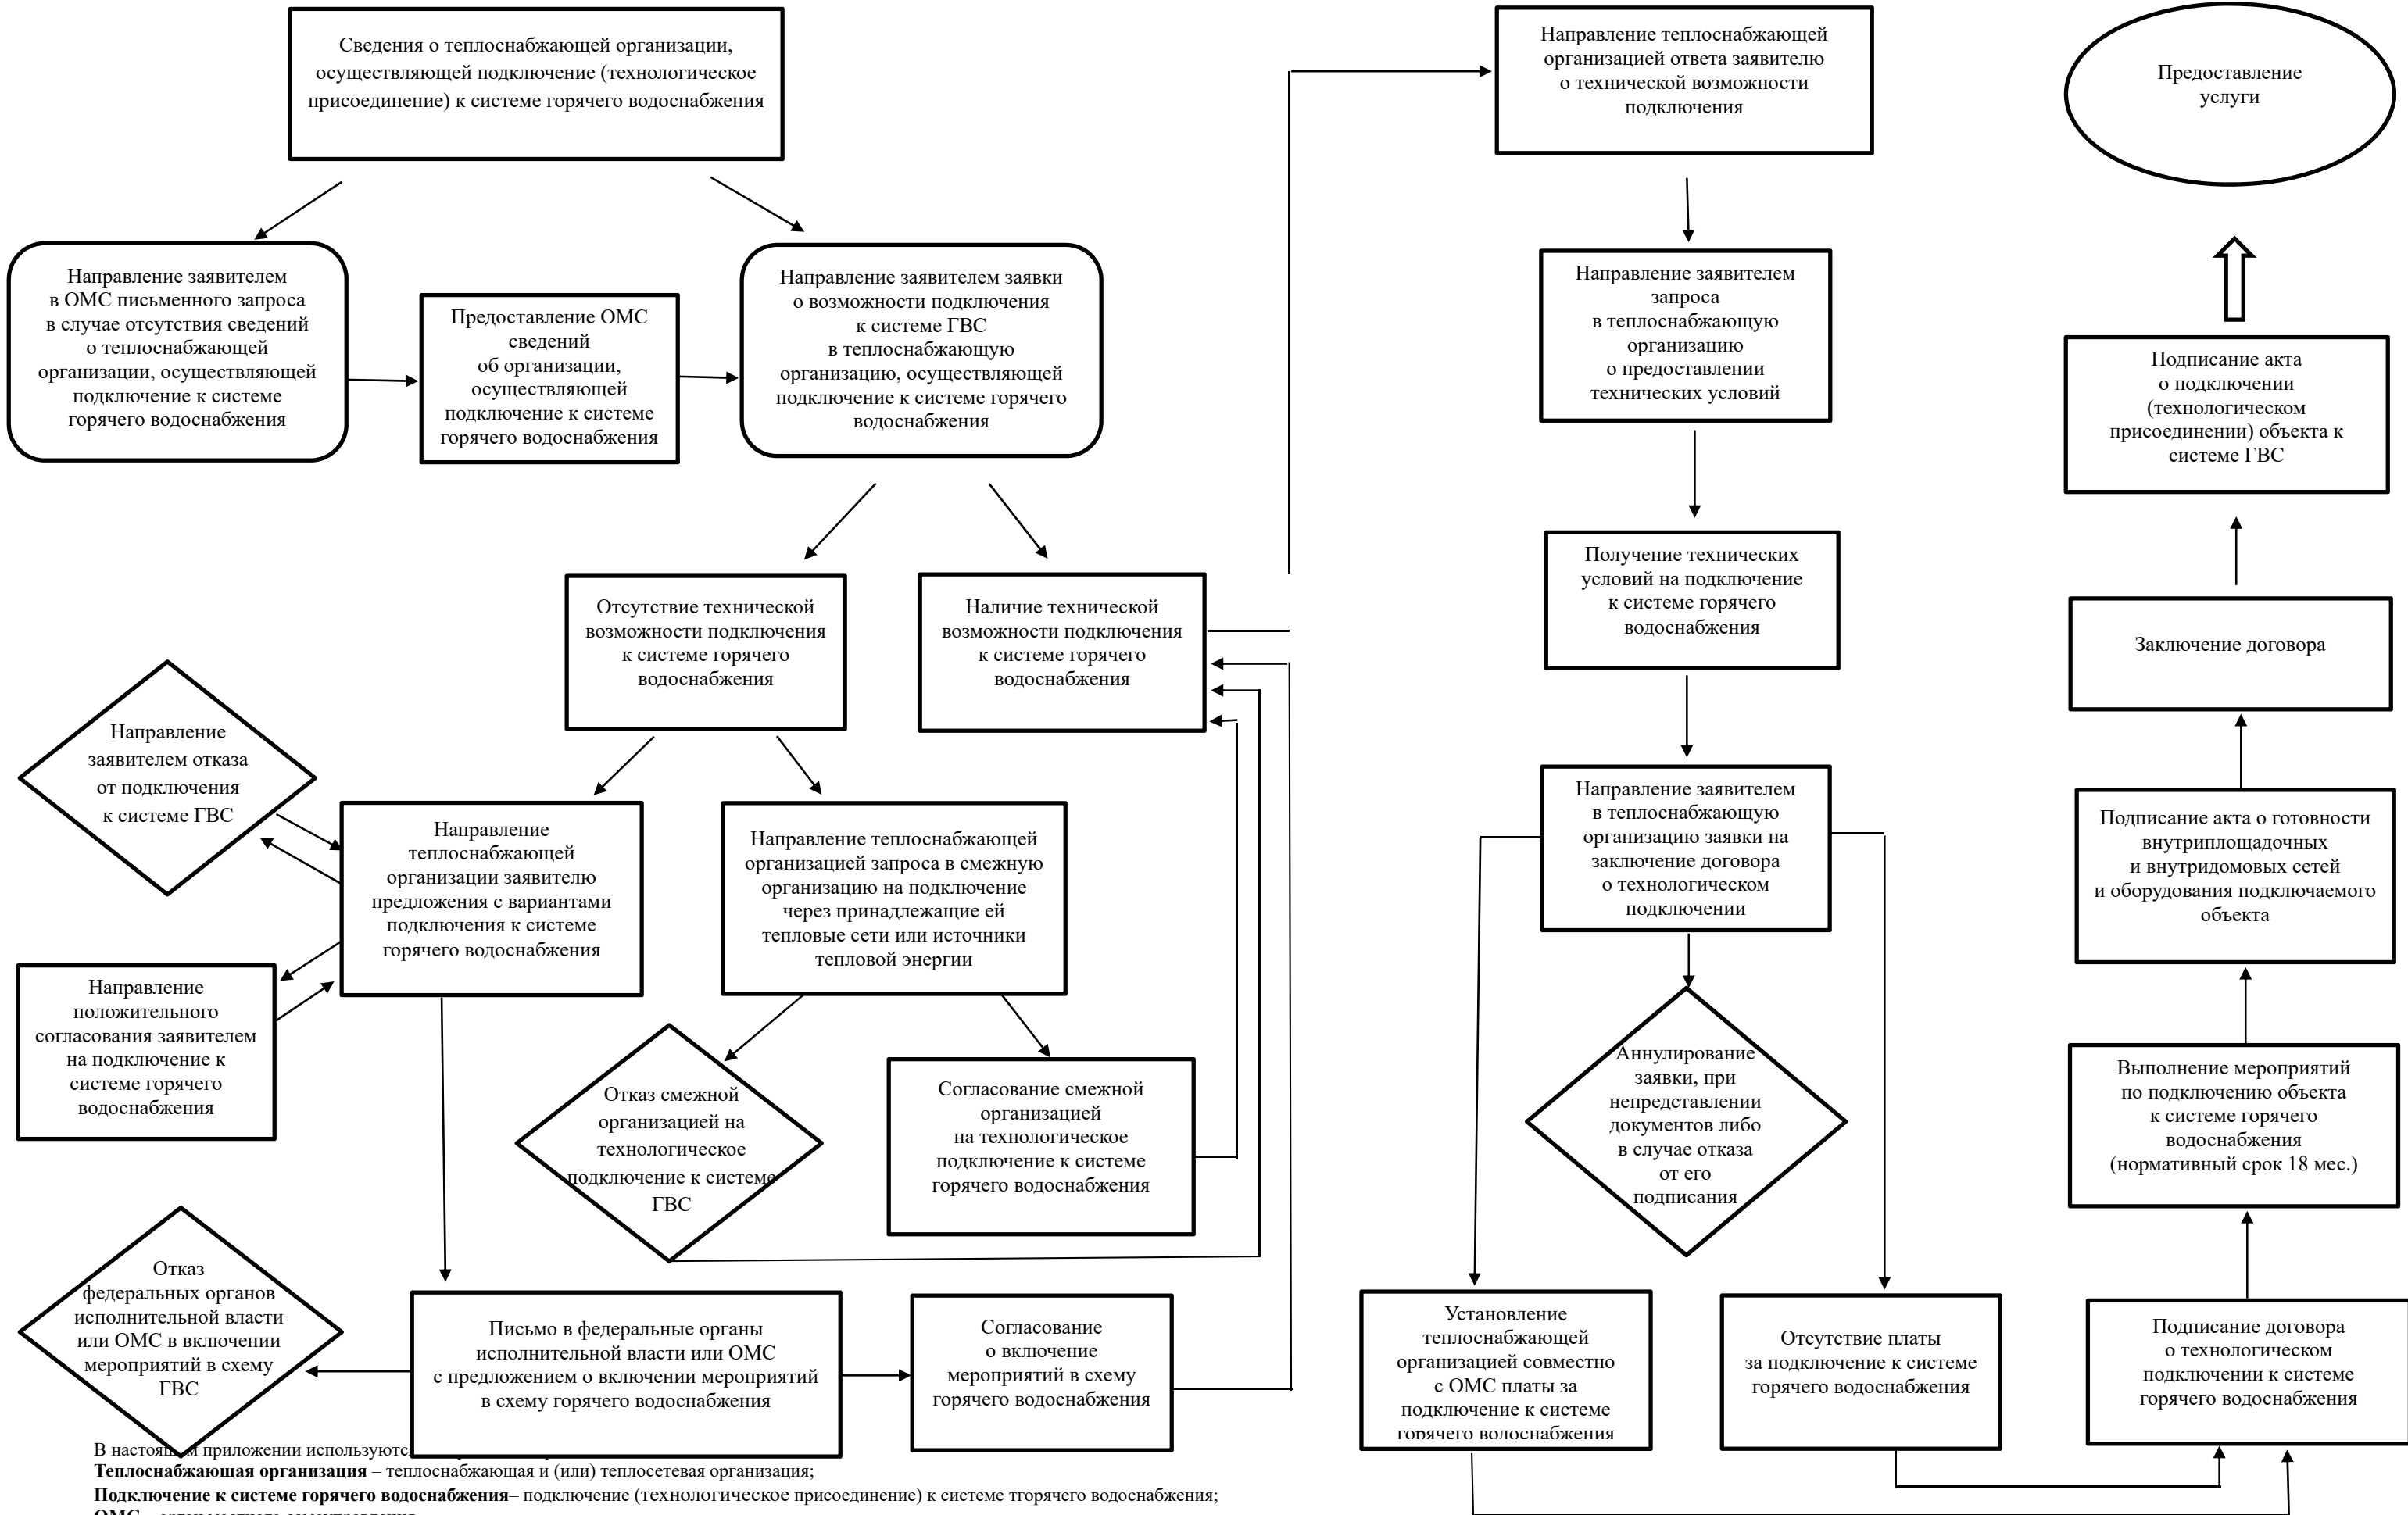 Сведения о теплоснабжающей организации,
осуществляющей подключение (технологическое
присоединение) к системе горячего водоснабжения
Направление заявителем
в ОМС письменного запроса
в случае отсутствия сведений
о теплоснабжающей
организации, осуществляющей
подключение к системе
горячего водоснабжения
Предоставление ОМС
сведений
об организации,
осуществляющей
подключение к системе
горячего водоснабжения
Направление заявителем заявки
о возможности подключения
к системе ГВС
в теплоснабжающую
организацию, осуществляющей
подключение к системе горячего
водоснабжения
Отсутствие технической
возможности подключения
к системе горячего
водоснабжения
Наличие технической
возможности подключения
к системе горячего
водоснабжения
Направление
заявителем отказа
от подключения
к системе ГВС
Направление
теплоснабжающей
организации заявителю
предложения с вариантами
подключения к системе
горячего водоснабжения
Направление теплоснабжающей
организацией запроса в смежную
организацию на подключение
через принадлежащие ей
тепловые сети или источники
тепловой энергии
Направление
положительного
согласования заявителем
на подключение к
системе горячего
водоснабжения
Отказ смежной
организацией на
технологическое
подключение к системе
ГВС
Согласование смежной
организацией
на технологическое
подключение к системе
горячего водоснабжения
Отказ
федеральных органов
исполнительной власти
или ОМС в включении
мероприятий в схему
ГВС
Письмо в федеральные органы
исполнительной власти или ОМС
с предложением о включении мероприятий
в схему горячего водоснабжения
Согласование
о включение
мероприятий в схему
горячего водоснабжения
Направление теплоснабжающей
организацией ответа заявителю
о технической возможности
подключения
Направление заявителем
запроса
в теплоснабжающую
организацию
о предоставлении
технических условий
Получение технических
условий на подключение
к системе горячего
водоснабжения
Направление заявителем
в теплоснабжающую
организацию заявки на
заключение договора
о технологическом
подключении
Аннулирование
заявки, при
непредставлении
документов либо
в случае отказа
от его
подписания
Установление
теплоснабжающей
организацией совместно
с ОМС платы за
подключение к системе
горячего водоснабжения
Отсутствие платы
за подключение к системе
горячего водоснабжения
Предоставление
услуги
Подписание акта
о подключении
(технологическом
присоединении) объекта к
системе ГВС
Заключение договора
Подписание акта о готовности
внутриплощадочных
и внутридомовых сетей
и оборудования подключаемого
объекта
Выполнение мероприятий
по подключению объекта
к системе горячего
водоснабжения
(нормативный срок 18 мес.)
Подписание договора
о технологическом
подключении к системе
горячего водоснабжения
В настоящем приложении используются
Теплоснабжающая организация – теплоснабжающая и (или) теплосетевая организация;
Подключение к системе горячего водоснабжения– подключение (технологическое присоединение) к системе тгорячего водоснабжения;